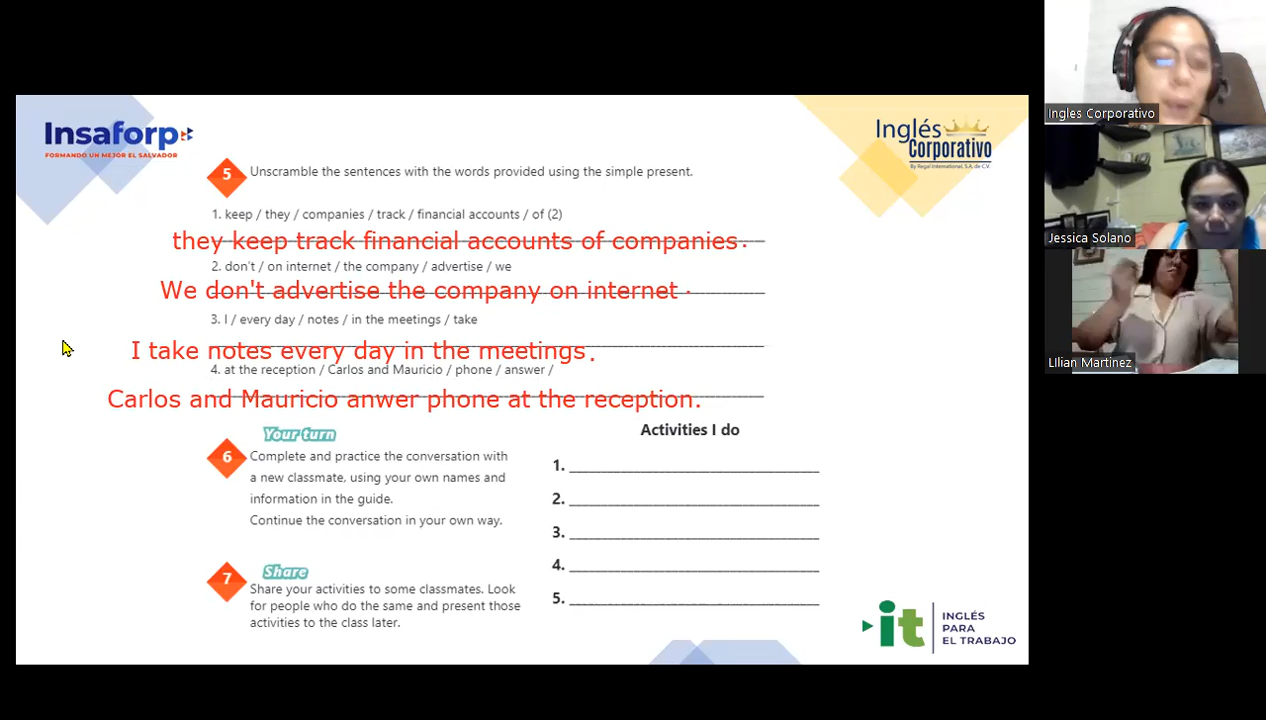 Insaforp
FORMANDO UN MEJOR EL SALVADOR
Inglés
Corporativo
By Regal International, S.A. de C.V.
5 Unscramble the sentences with the words provided using the simple present.
1. keep / they / companies / track / financial accounts / of (2)
they keep track financial accounts of companies.
2. don't / on internet / the company / advertise / we
We don't advertise the company on internet .
3. I / every day / notes / in the meetings / take
I take notes every day in the meetings.
4. at the reception / Carlos and Mauricio / phone / answer /
Carlos and Mauricio anwer phone at the reception.
Your turn
6 Complete and practice the conversation with
a new classmate, using your own names and
information in the guide.
Continue the conversation in your own way.
Share
7 Share your activities to some classmates. Look
for people who do the same and present those
activities to the class later.
Activities I do
1.
2.
3.
4.
5.
it INGLÉS
PARA
EL TRABAJO
Ingles Corporativo
Jessica Solano
LIlian Martinez